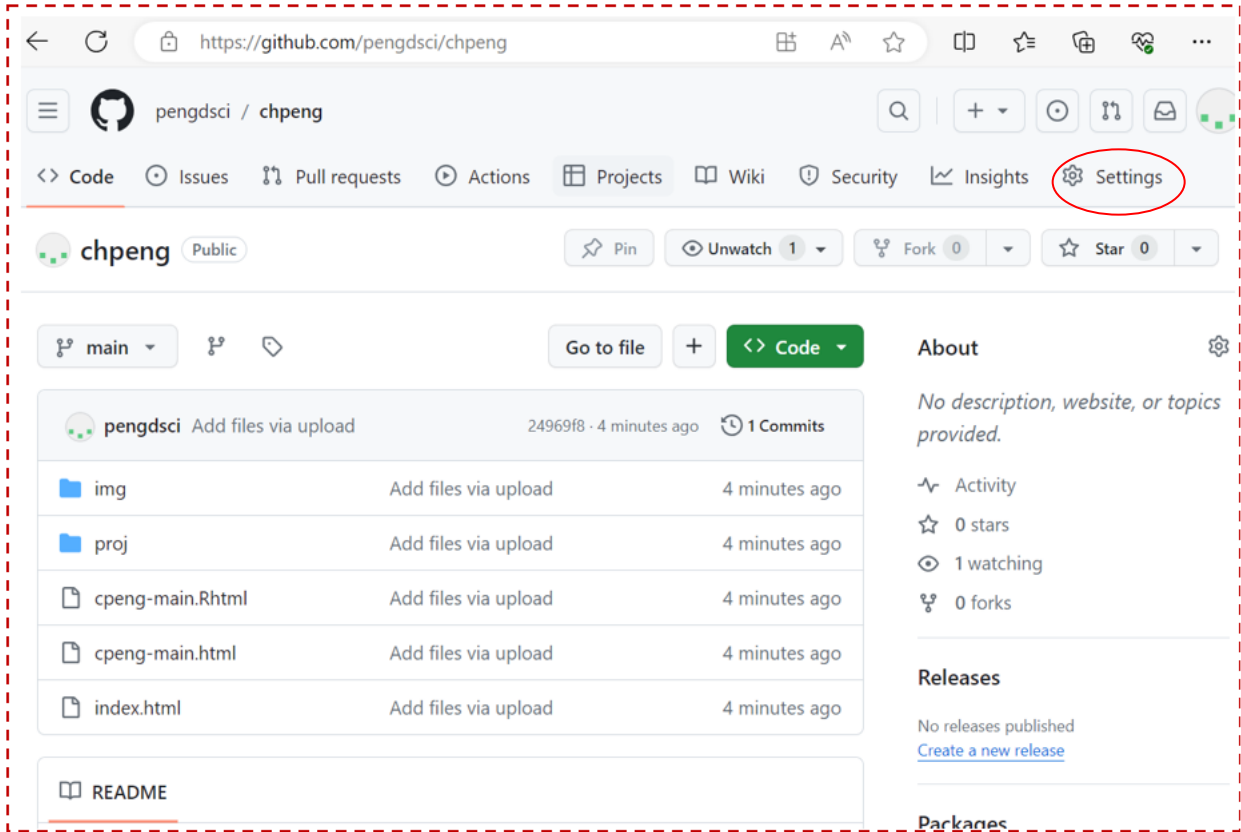 https://github.com/pengdsci/chpeng
pengdsci / chpeng
Code Issues Pull requests Actions Projects Wiki Security Insights Settings
chpeng Public Pin Unwatch 1 Fork 0 Star 0
main Go to file + Code
pengdsci Add files via upload 24969f8 · 4 minutes ago 1 Commits
img Add files via upload 4 minutes ago
proj Add files via upload 4 minutes ago
cpeng-main.Rhtml Add files via upload 4 minutes ago
cpeng-main.html Add files via upload 4 minutes ago
index.html Add files via upload 4 minutes ago
README
About
No description, website, or topics
provided.
Activity
0 stars
1 watching
0 forks
Releases
No releases published
Create a new release
Packages